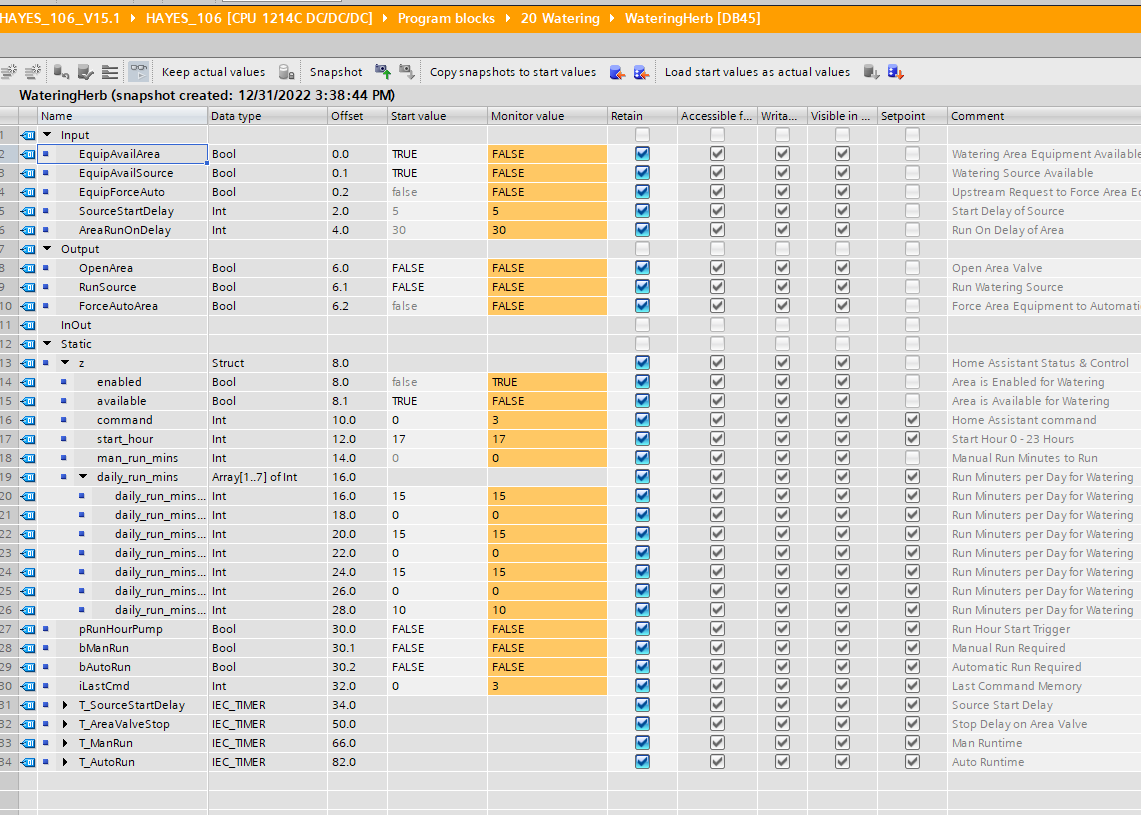 HAYES_106_V15.1 HAYES_106 [CPU 1214C DC/DC/DC] Program blocks 20 Watering WateringHerb [DB45]
Keep actual values Snapshot Copy snapshots to start values Load start values as actual values
WateringHerb (snapshot created: 12/31/2022 3:38:44 PM)
Name Data type Offset Start value Monitor value Retain Accessible f... Writa... Visible in ... Setpoint Comment
1 Input
2 EquipAvailArea Bool 0.0 TRUE FALSE Watering Area Equipment Available
3 EquipAvailSource Bool 0.1 TRUE FALSE Watering Source Available
4 EquipForceAuto Bool 0.2 false FALSE Upstream Request to Force Area Eq
5 SourceStartDelay Int 2.0 5 5 Start Delay of Source
6 AreaRunOnDelay Int 4.0 30 30 Run On Delay of Area
7 Output
8 OpenArea Bool 6.0 FALSE FALSE Open Area Valve
9 RunSource Bool 6.1 FALSE FALSE Run Watering Source
10 ForceAutoArea Bool 6.2 false FALSE Force Area Equipment to Automati
11 InOut
12 Static
13 z Struct 8.0 Home Assistant Status & Control
14 enabled Bool 8.0 false TRUE Area is Enabled for Watering
15 available Bool 8.1 TRUE FALSE Area is Available for Watering
16 command Int 10.0 0 3 Home Assistant command
17 start_hour Int 12.0 17 17 Start Hour 0 - 23 Hours
18 man_run_mins Int 14.0 0 0 Manual Run Minutes to Run
19 daily_run_mins Array[1..7] of Int 16.0 Run Minuters per Day for Watering
20 daily_run_mins... Int 16.0 15 15 Run Minuters per Day for Watering
21 daily_run_mins... Int 18.0 0 0 Run Minuters per Day for Watering
22 daily_run_mins... Int 20.0 15 15 Run Minuters per Day for Watering
23 daily_run_mins... Int 22.0 0 0 Run Minuters per Day for Watering
24 daily_run_mins... Int 24.0 15 15 Run Minuters per Day for Watering
25 daily_run_mins... Int 26.0 0 0 Run Minuters per Day for Watering
26 daily_run_mins... Int 28.0 10 10 Run Minuters per Day for Watering
27 pRunHourPump Bool 30.0 FALSE FALSE Run Hour Start Trigger
28 bManRun Bool 30.1 FALSE FALSE Manual Run Required
29 bAutoRun Bool 30.2 FALSE FALSE Automatic Run Required
30 iLastCmd Int 32.0 0 3 Last Command Memory
31 T_SourceStartDelay IEC_TIMER 34.0 Source Start Delay
32 T_AreaValveStop IEC_TIMER 50.0 Stop Delay on Area Valve
33 T_ManRun IEC_TIMER 66.0 Man Runtime
34 T_AutoRun IEC_TIMER 82.0 Auto Runtime